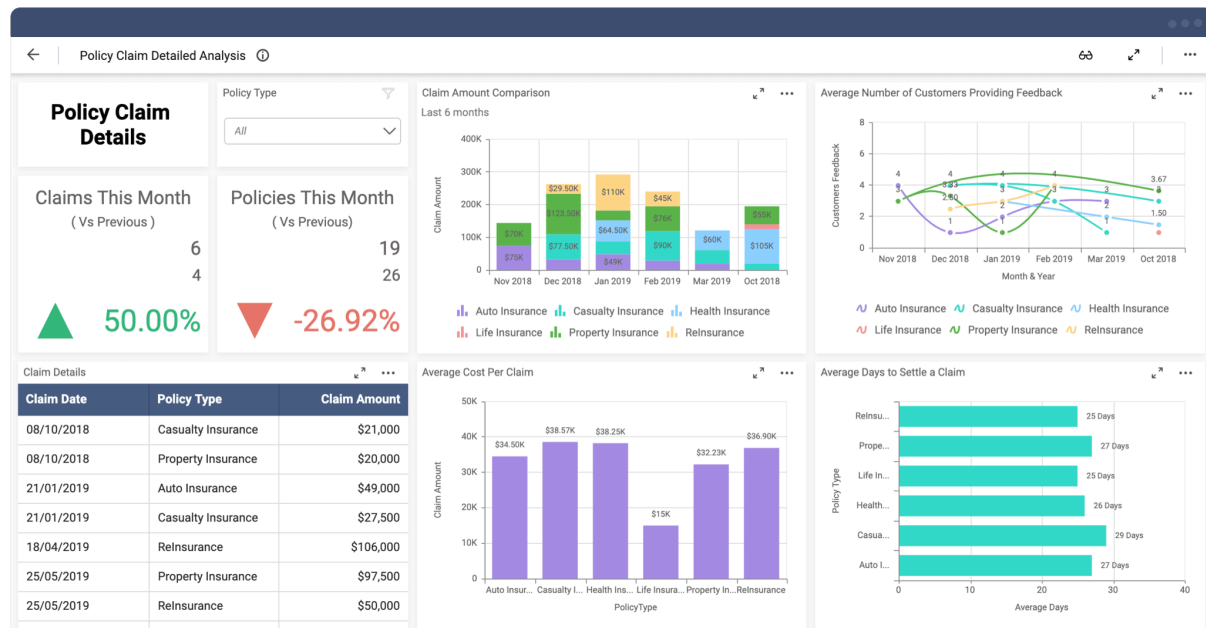 Policy Claim Detailed Analysis
Policy Claim
Details
Policy Type
All
Claims This Month
( Vs Previous )
6
4
50.00%
Policies This Month
( Vs Previous)
19
26
-26.92%
Claim Amount Comparison
Last 6 months
Claim Amount
400K
300K
200K
100K
0
$70K
$75K
$29.50K
$123.50K
$77.50K
$110K
$64.50K
$49K
$45K
$76K
$90K
$60K
$55K
$105K
Nov 2018 Dec 2018 Jan 2019 Feb 2019 Mar 2019 Oct 2018
Auto Insurance Casualty Insurance Health Insurance
Life Insurance Property Insurance ReInsurance
Average Number of Customers Providing Feedback
Customers Feedback
8
6
4
2
0
4 4 4 4 3.67
3 3 3 3
2.50
2 2 1.50
1 1
Nov 2018 Dec 2018 Jan 2019 Feb 2019 Mar 2019 Oct 2018
Month & Year
Auto Insurance Casualty Insurance Health Insurance
Life Insurance Property Insurance ReInsurance
Claim Details
Claim Date Policy Type Claim Amount
08/10/2018 Casualty Insurance $21,000
08/10/2018 Property Insurance $20,000
21/01/2019 Auto Insurance $49,000
21/01/2019 Casualty Insurance $27,500
18/04/2019 ReInsurance $106,000
25/05/2019 Property Insurance $97,500
25/05/2019 ReInsurance $50,000
Average Cost Per Claim
Claim Amount
50K
40K
30K
20K
10K
0
$34.50K $38.57K $38.25K $15K $32.23K $36.90K
Auto Insur... Casualty I... Health Ins... Life Insura... Property In... ReInsurance
PolicyType
Average Days to Settle a Claim
Policy Type
ReInsu... 25 Days
Prope... 27 Days
Life In... 25 Days
Health... 26 Days
Casua... 29 Days
Auto I... 27 Days
0 10 20 30 40
Average Days